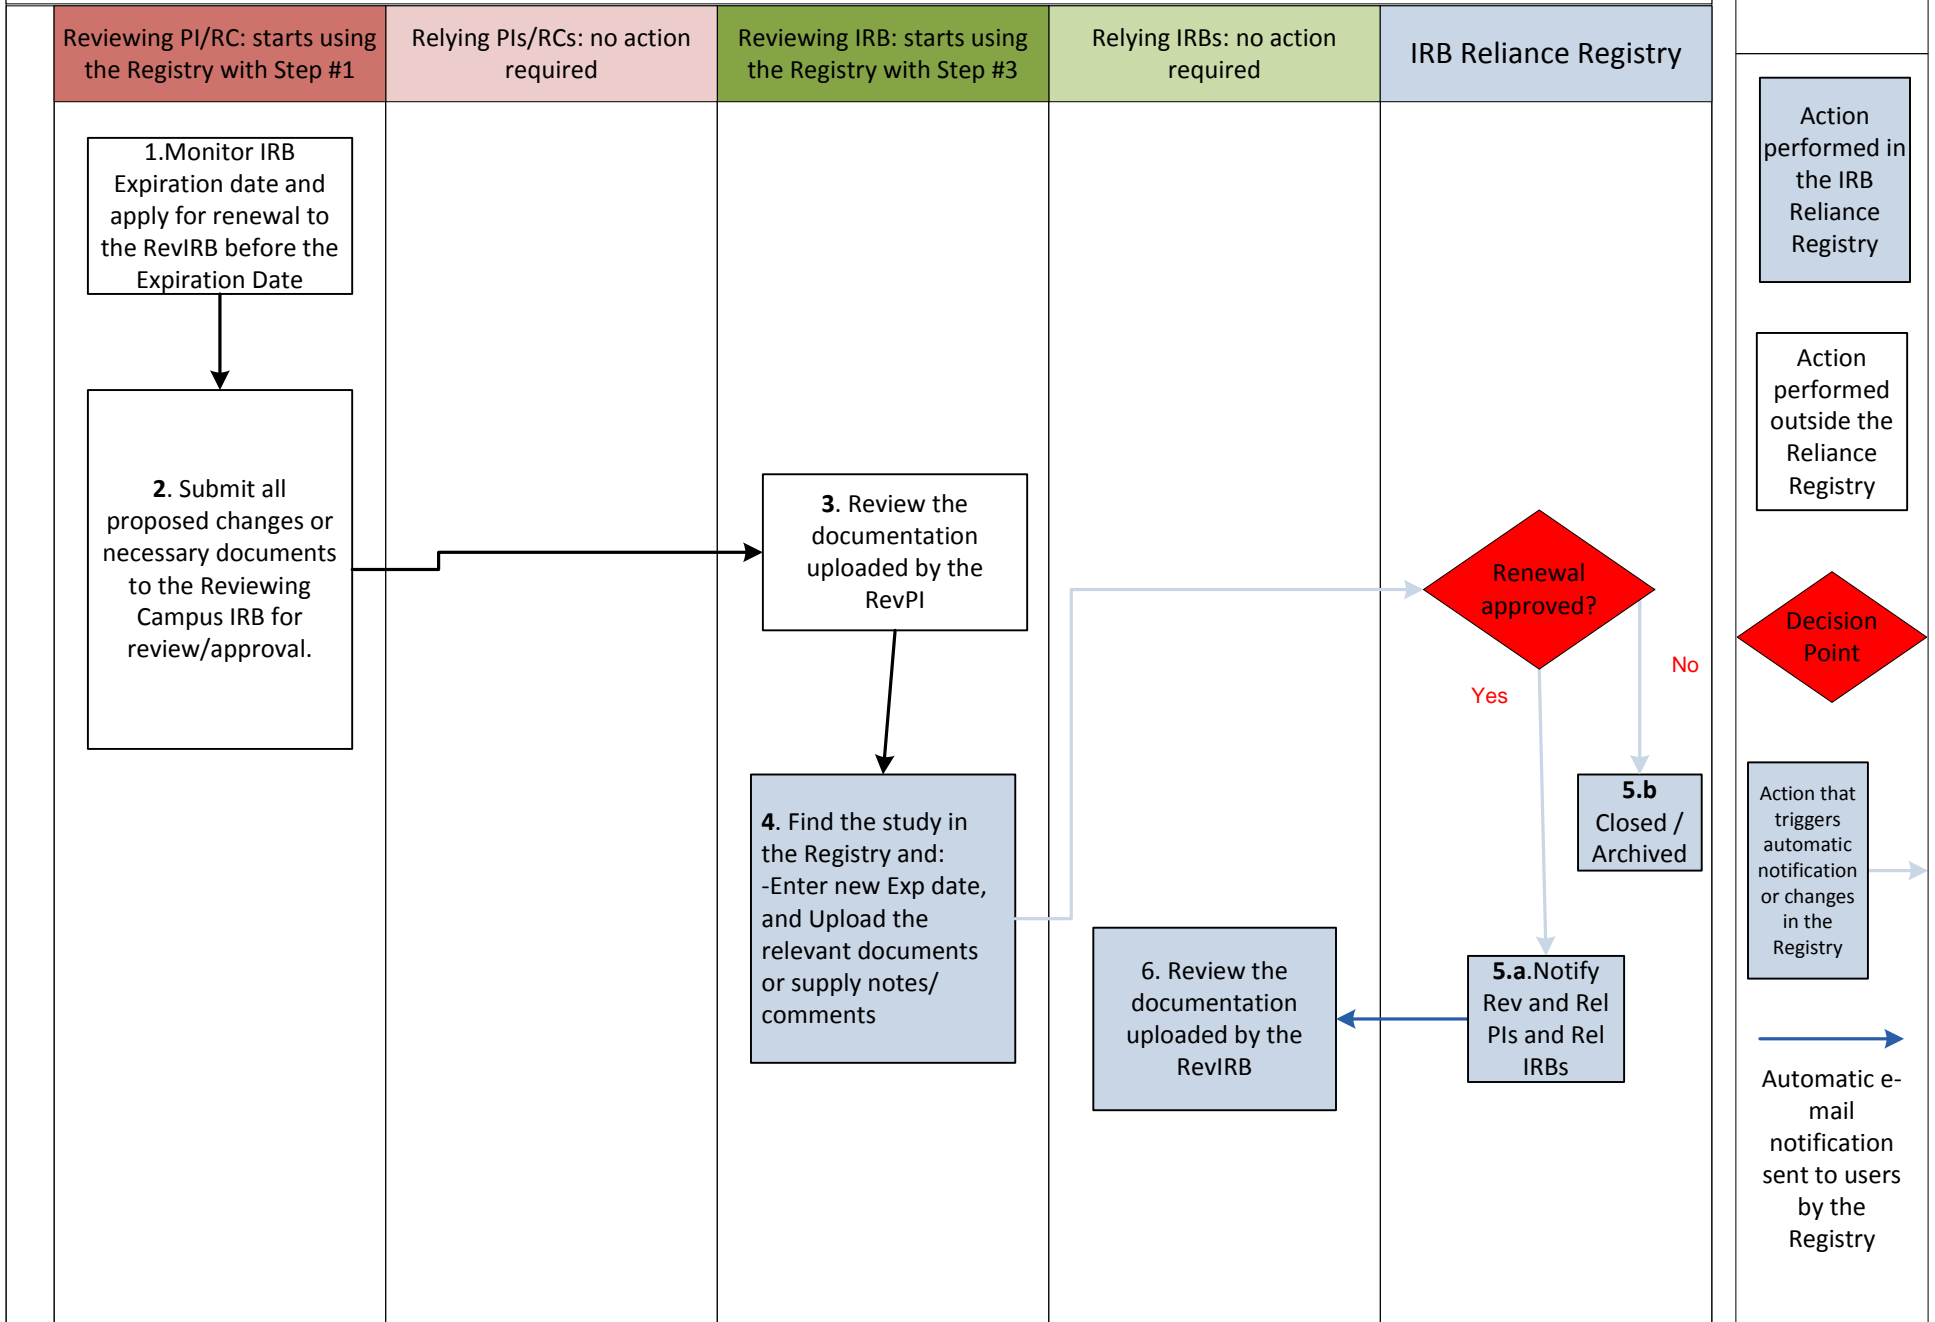 Reviewing PI/RC: starts using
the Registry with Step #1
Relying PIs/RCs: no action
required
Reviewing IRB: starts using
the Registry with Step #3
Relying IRBs: no action
required
IRB Reliance Registry
1.Monitor IRB
Expiration date and
apply for renewal to
the RevIRB before the
Expiration Date
2. Submit all
proposed changes or
necessary documents
to the Reviewing
Campus IRB for
review/approval.
3. Review the
documentation
uploaded by the
RevPI
4. Find the study in
the Registry and:
-Enter new Exp date,
and Upload the
relevant documents
or supply notes/
comments
Renewal
approved?
Yes
No
5.b
Closed /
Archived
5.a.Notify
Rev and Rel
PIs and Rel
IRBs
6. Review the
documentation
uploaded by the
RevIRB
Action
performed in
the IRB
Reliance
Registry
Action
performed
outside the
Reliance
Registry
Decision
Point
Action that
triggers
automatic
notification
or changes
in the
Registry
Automatic e-
mail
notification
sent to users
by the
Registry